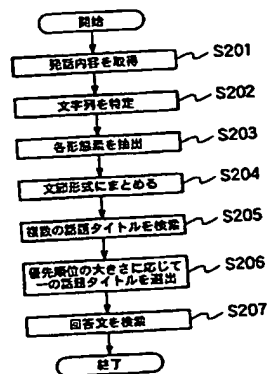 開始
発話内容を取得
S201
文字列を特定
S202
各形態素を抽出
S203
文節形式にまとめる
S204
複数の話題タイトルを検索
S205
優先順位の大きさに応じて
一の話題タイトルを選出
S206
回答文を検索
S207
終了